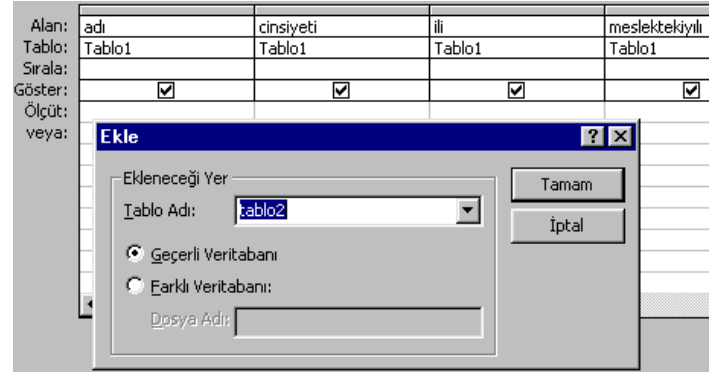 Alan: adı cinsiyeti ili meslektekiyılı
Tablo: Tablo1 Tablo1 Tablo1 Tablo1
Sırala:
Göster:
Ölçüt:
veya:
Ekle
Ekleneceği Yer
Tablo Adı: tablo2
Geçerli Veritabanı
Farklı Veritabanı:
Dosya Adı:
Tamam
İptal